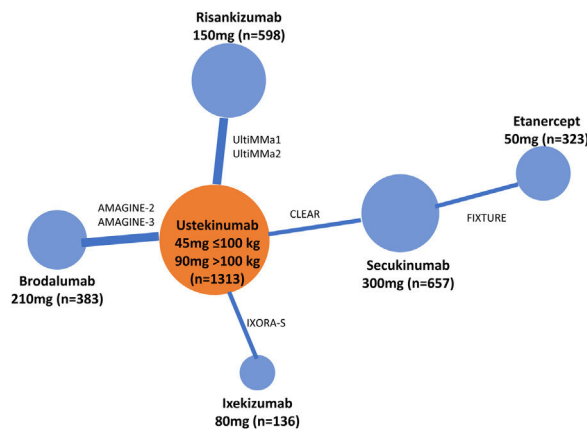 Risankizumab
150mg (n=598)
Etanercept
50mg (n=323)
UltiMMa1
UltiMMa2
AMAGINE-2
AMAGINE-3
Ustekinumab
45mg ≤100 kg
90mg >100 kg
(n=1313)
CLEAR
FIXTURE
Secukinumab
300mg (n=657)
Brodalumab
210mg (n=383)
IXORA-S
Ixekizumab
80mg (n=136)